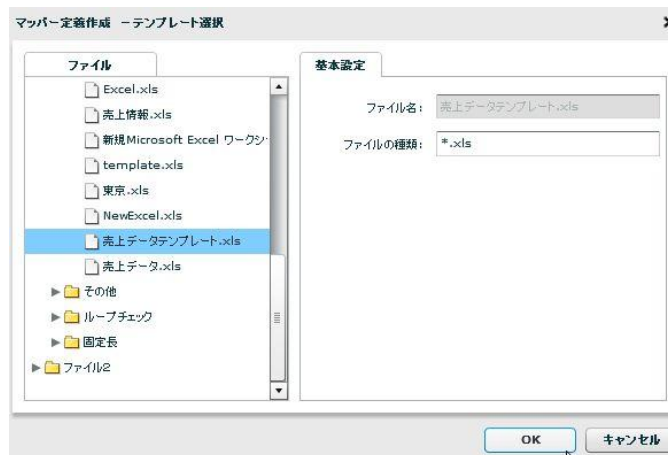 マッパー定義作成 －テンプレート選択
ファイル
Excel.xls
売上情報.xls
新規Microsoft Excel ワークシ
template.xls
東京.xls
NewExcel.xls
売上データテンプレート.xls
売上データ.xls
その他
ループチェック
固定長
ファイル2
基本設定
ファイル名: 売上データテンプレート.xls
ファイルの種類: *.xls
OK
キャンセル